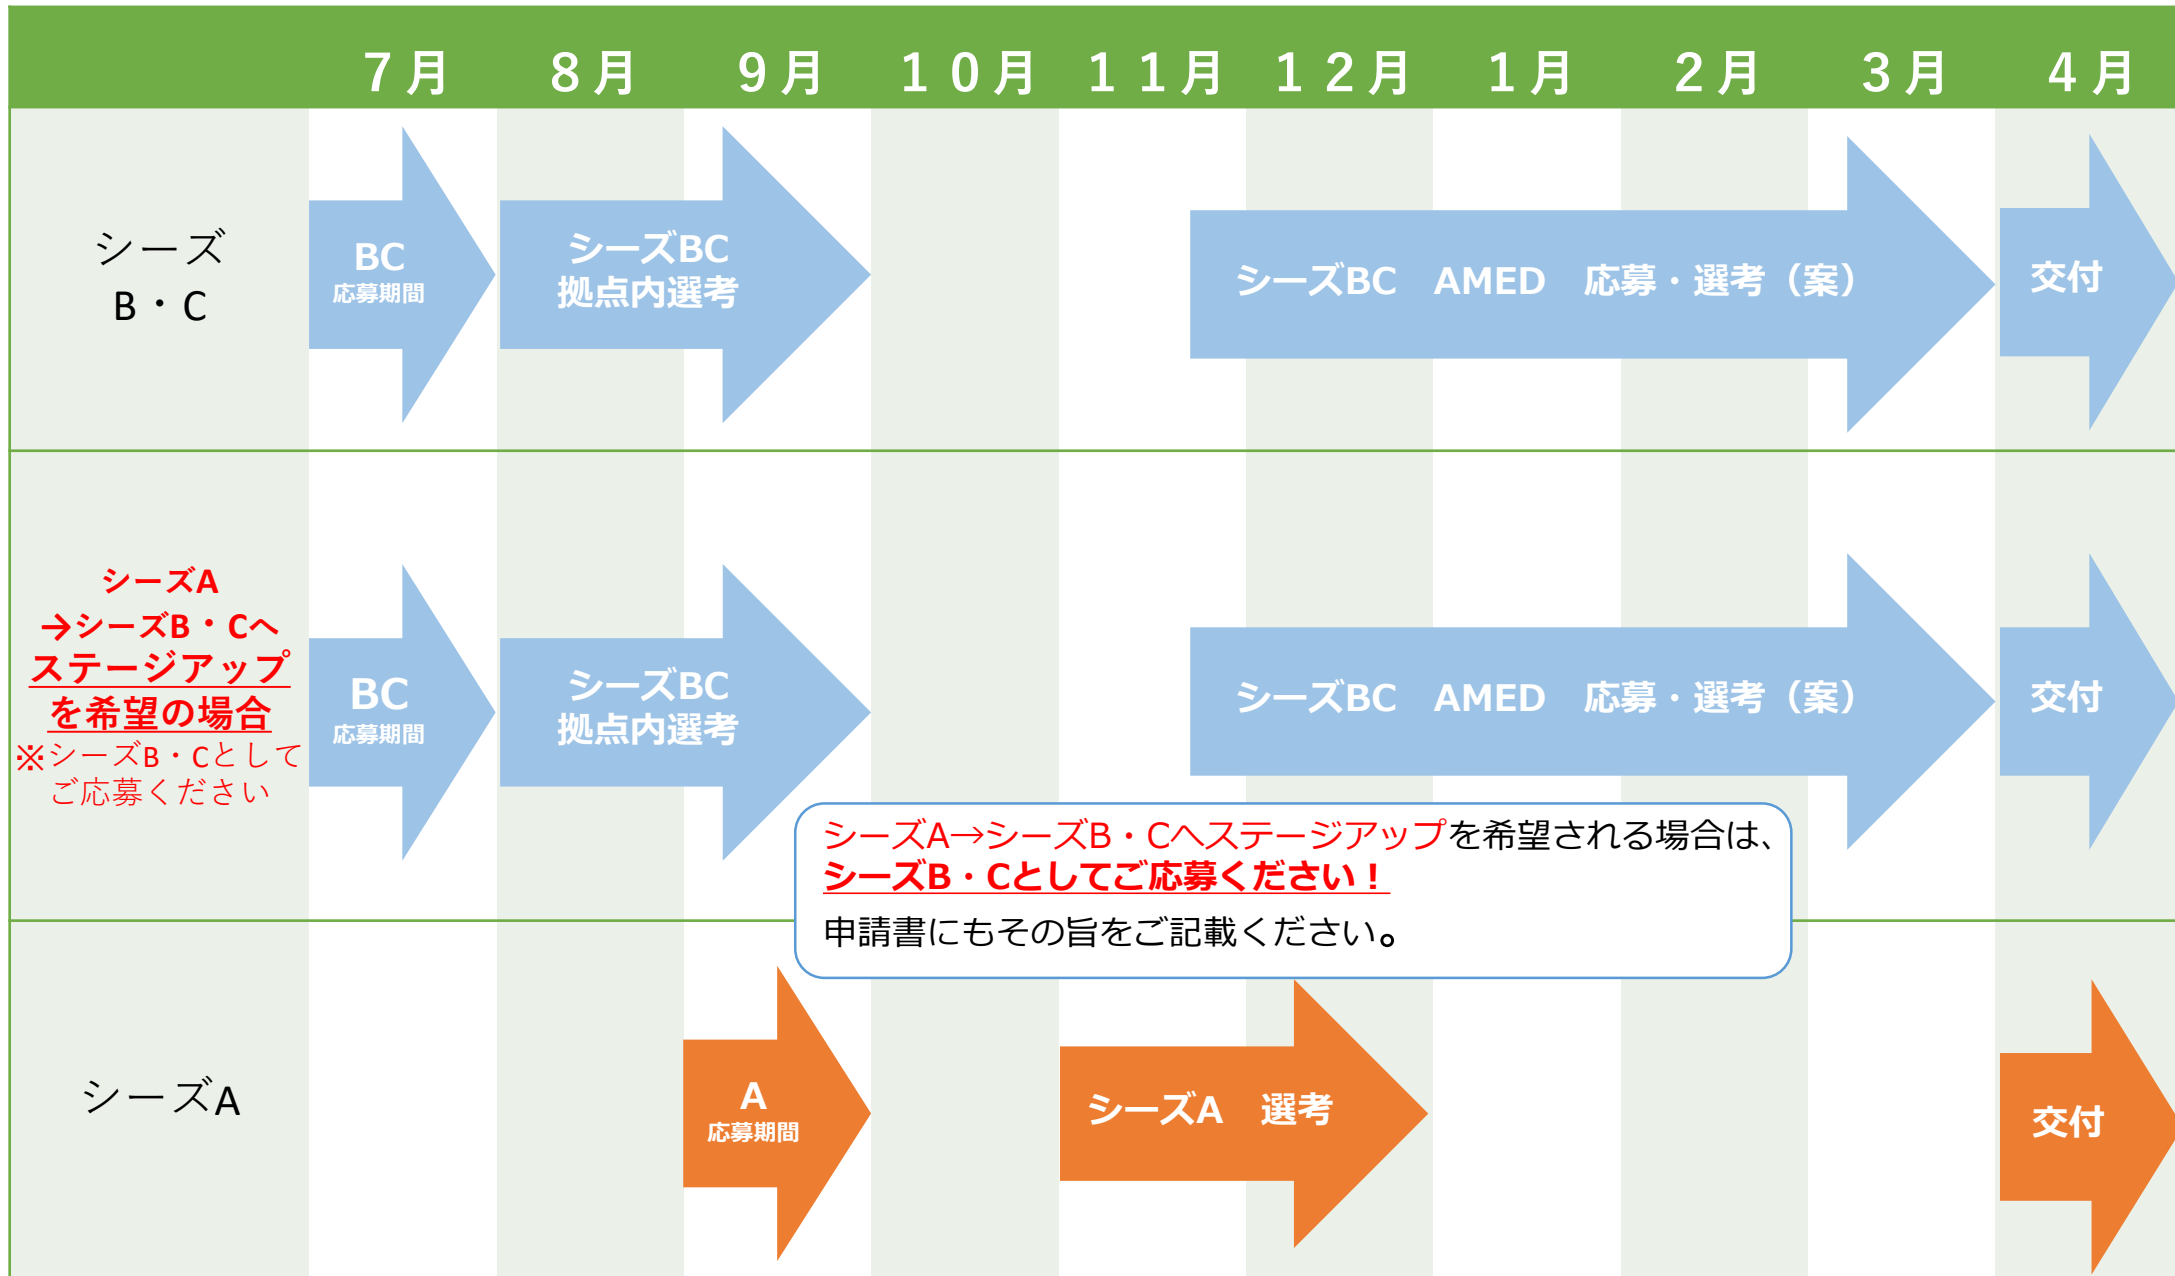 ７月 ８月 ９月 １０月 １１月 １２月 １月 ２月 ３月 ４月
シーズ
B・C
BC
応募期間
シーズBC
拠点内選考
シーズBC　AMED　応募・選考（案）
交付
シーズA
→シーズB・Cへ
ステージアップ
を希望の場合
※シーズB・Cとして
ご応募ください
BC
応募期間
シーズBC
拠点内選考
シーズBC　AMED　応募・選考（案）
交付
シーズA→シーズB・Cへステージアップを希望される場合は、
シーズB・Cとしてご応募ください！
申請書にもその旨をご記載ください。
シーズA
A
応募期間
シーズA　選考
交付